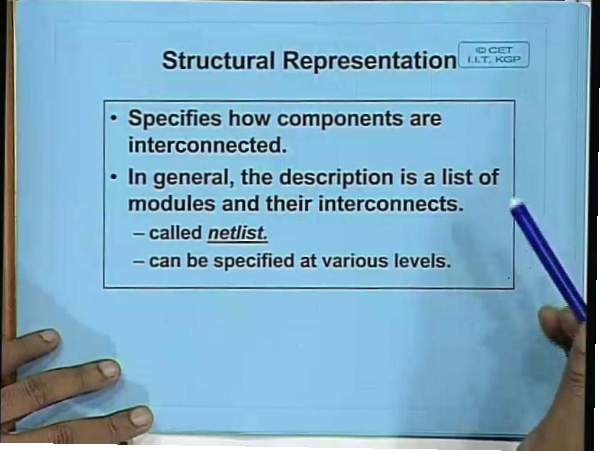 Structural Representation
© CET
I.I.T. KGP
• Specifies how components are
interconnected.
• In general, the description is a list of
modules and their interconnects.
– called netlist.
– can be specified at various levels.